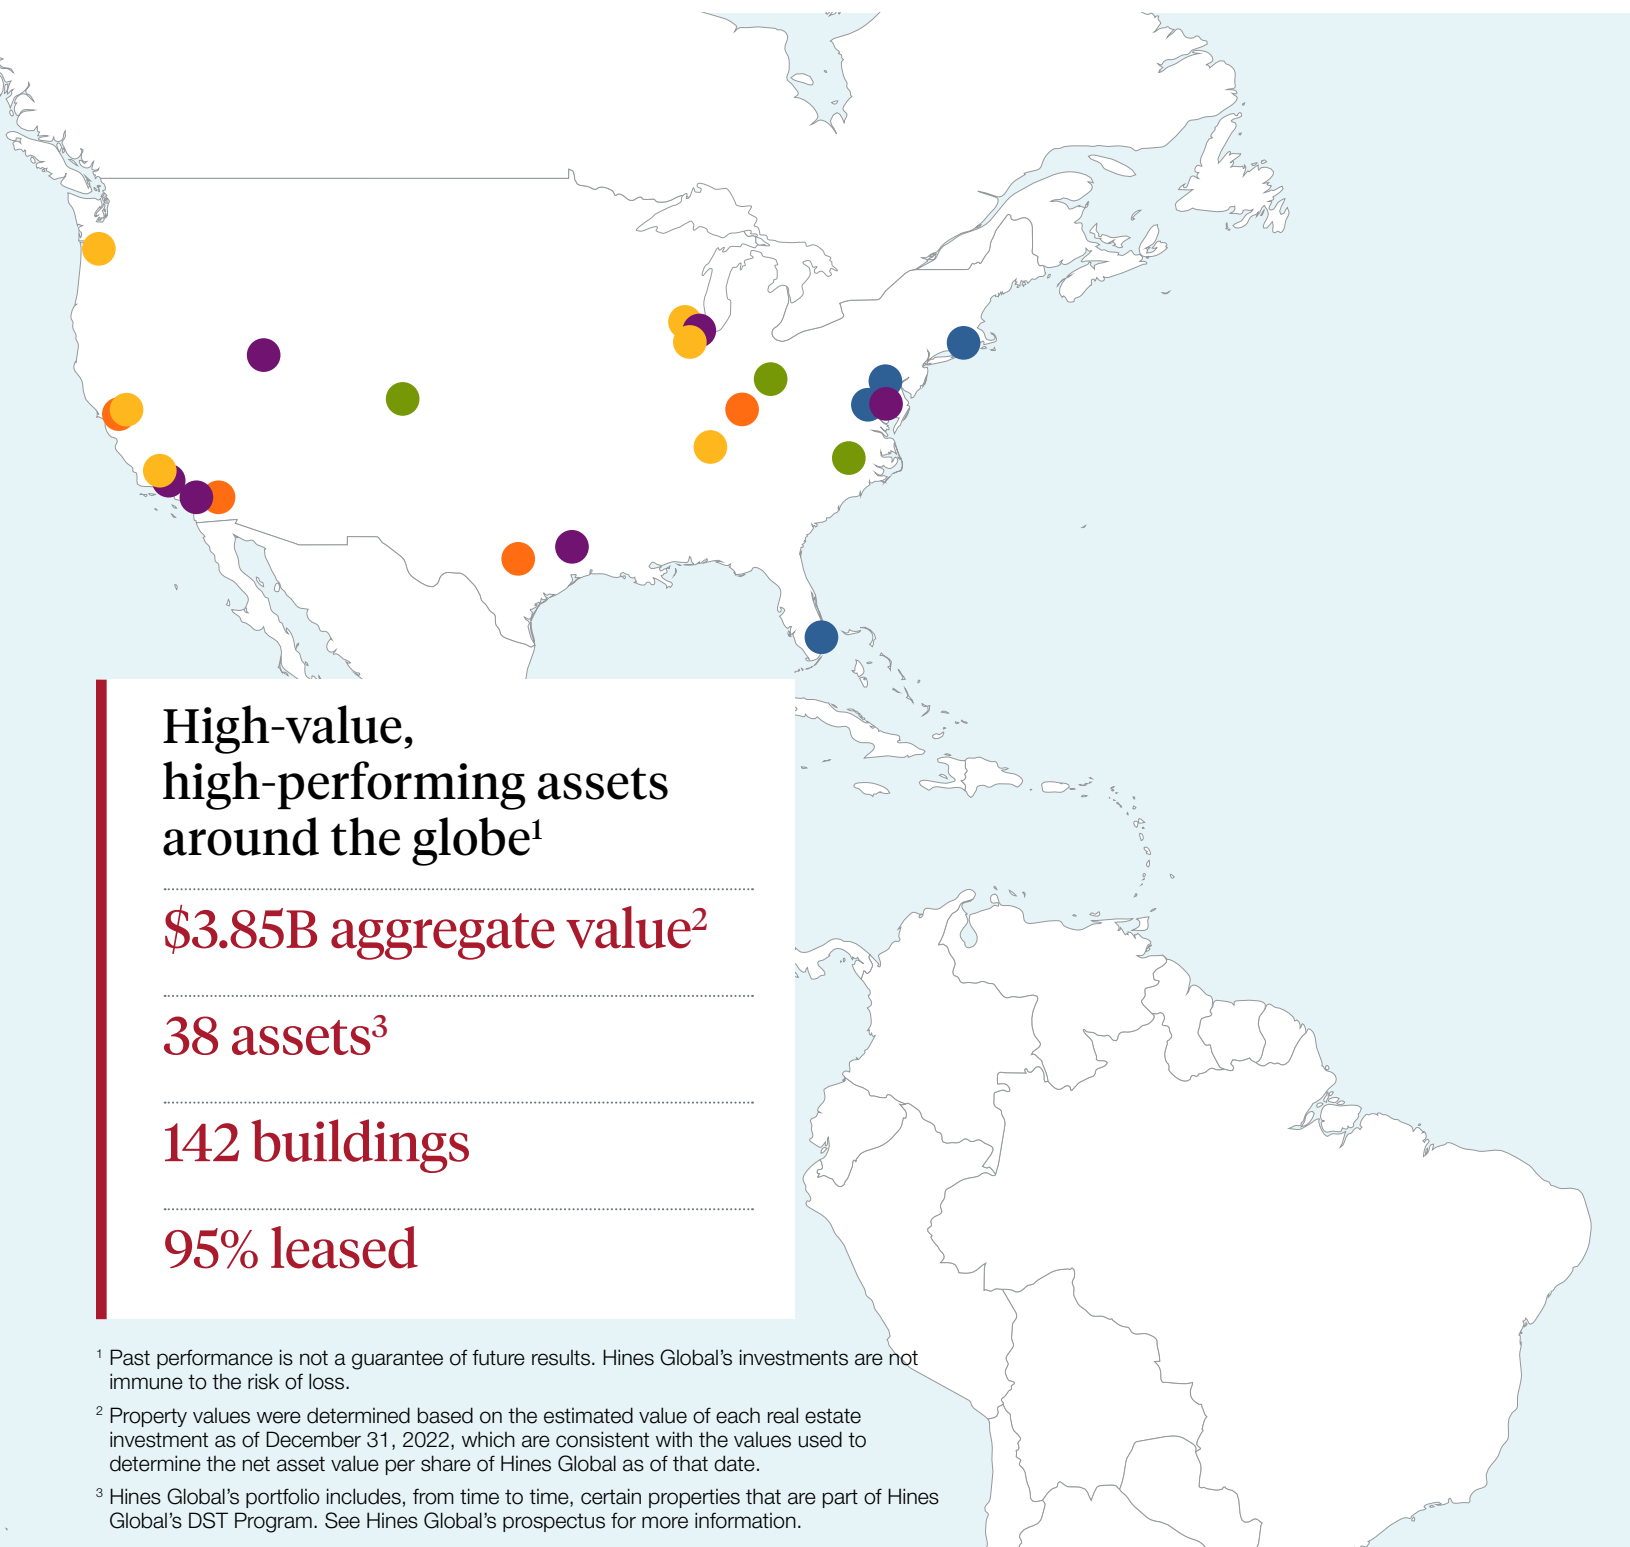 High-value,
high-performing assets
around the globe¹
$3.85B aggregate value²
38 assets³
142 buildings
95% leased
¹ Past performance is not a guarantee of future results. Hines Global’s investments are not
immune to the risk of loss.
² Property values were determined based on the estimated value of each real estate
investment as of December 31, 2022, which are consistent with the values used to
determine the net asset value per share of Hines Global as of that date.
³ Hines Global’s portfolio includes, from time to time, certain properties that are part of Hines
Global’s DST Program. See Hines Global’s prospectus for more information.